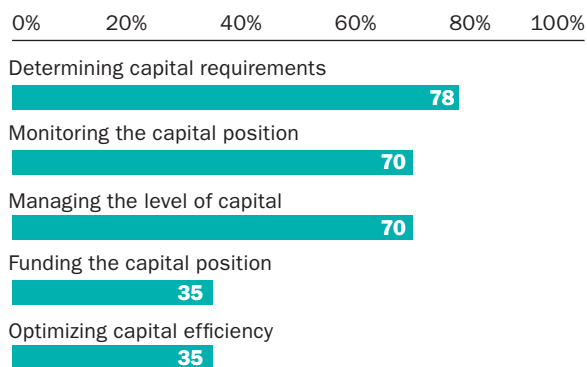 0% 20% 40% 60% 80% 100%
Determining capital requirements
78
Monitoring the capital position
70
Managing the level of capital
70
Funding the capital position
35
Optimizing capital efficiency
35